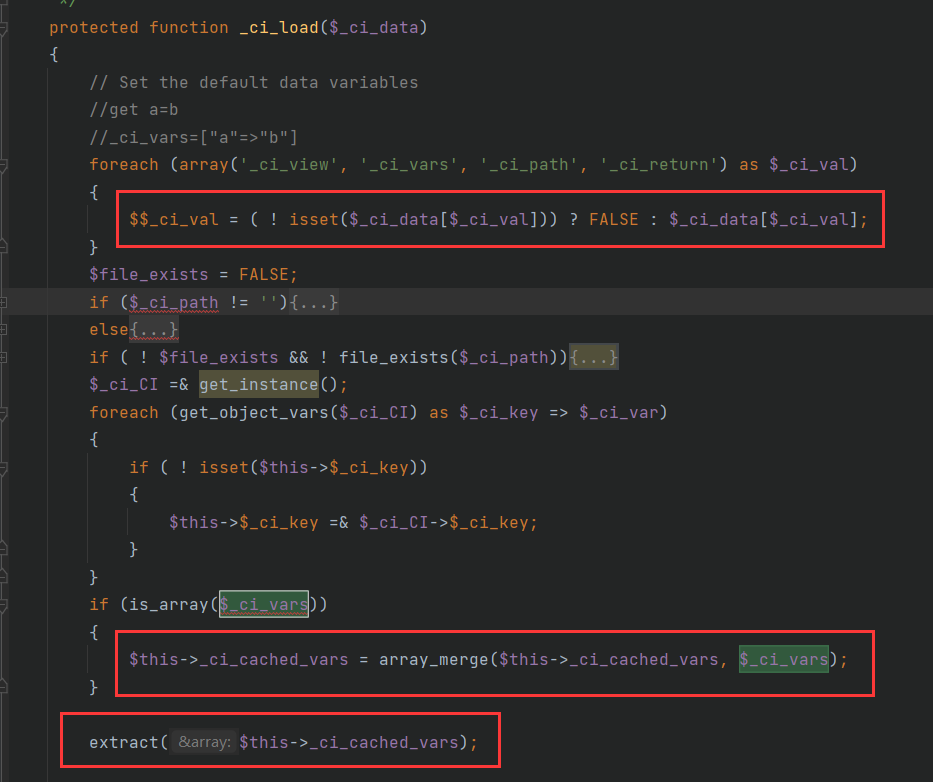 */
protected function _ci_load($_ci_data)
{
// Set the default data variables
//get a=b
//_ci_vars=["a"=>"b"]
foreach (array('_ci_view', '_ci_vars', '_ci_path', '_ci_return') as $_ci_val)
{
$$_ci_val = ( ! isset($_ci_data[$_ci_val])) ? FALSE : $_ci_data[$_ci_val];
}
$file_exists = FALSE;
if ($_ci_path != ''){...}
else{...}
if ( ! $file_exists && ! file_exists($_ci_path)){...}
$_ci_CI =& get_instance();
foreach (get_object_vars($_ci_CI) as $_ci_key => $_ci_var)
{
if ( ! isset($this->$_ci_key))
{
$this->$_ci_key =& $_ci_CI->$_ci_key;
}
}
if (is_array($_ci_vars))
{
$this->_ci_cached_vars = array_merge($this->_ci_cached_vars, $_ci_vars);
}
extract( &array: $this->_ci_cached_vars);